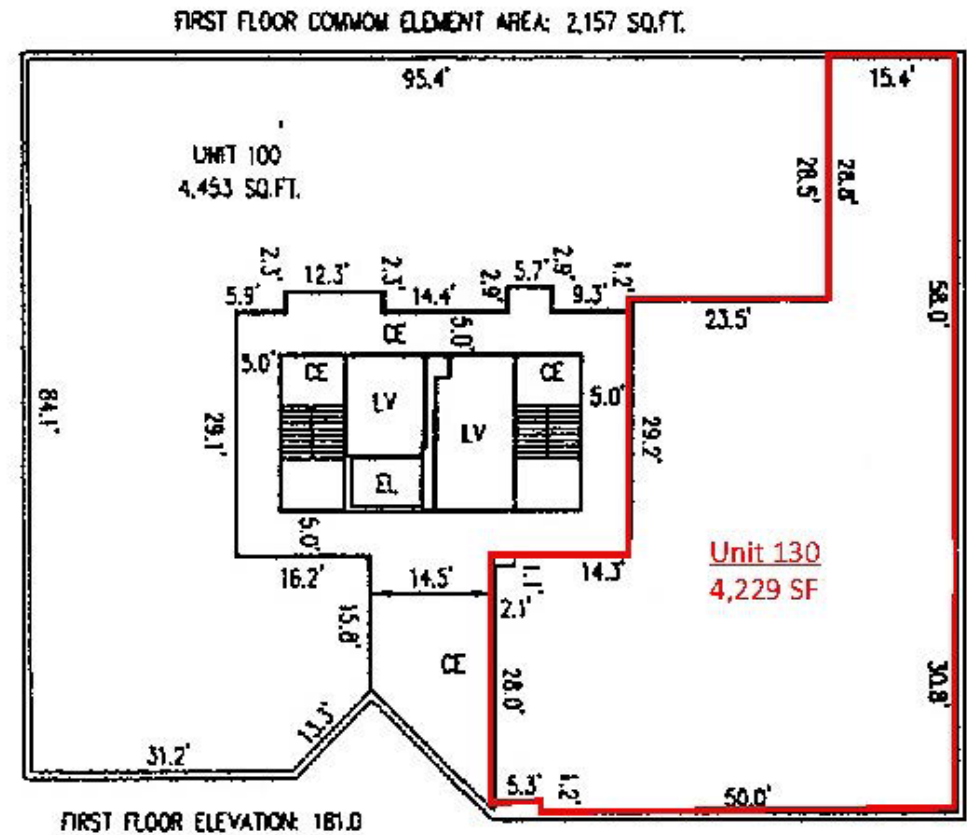 FIRST FLOOR COMMOM ELEMENT AREA: 2,157 SQ.FT.
95.4'
15.4'
UNIT 100
4,453 SQ.FT.
28.5'
28.8'
2.3'
12.3'
2.3'
2.9'
5.7'
2.9'
1.2'
5.9'
14.4'
9.3'
58.0'
23.5'
CE
5.0'
5.0'
CE
CE
5.0'
LV
LV
84.1'
29.1'
29.2'
EL
5.0'
16.2'
14.5'
1.1'
14.3'
2.1'
Unit 130
4,229 SF
15.8'
CE
28.0'
30.8'
13.3'
31.2'
5.3'
1.2'
50.0'
FIRST FLOOR ELEVATION: 181.0